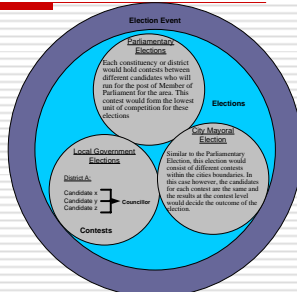 Election Event
Parliamentary
Elections
Each constituency or district
would hold contests between
different candidates who will
run for the post of Member of
Parliament for the area. This
contest would form the lowest
unit of competition for these
elections
Elections
Local Government
Elections
District A:
Candidate x
Candidate y
Candidate z
Councillor
Contests
City Mayoral
Election
Similar to the Parliamentary
Election, this election would
consist of different contests
within the cities boundaries. In
this case however, the candidates
for each contest are the same and
the results at the contest level
would decide the outcome of the
election.